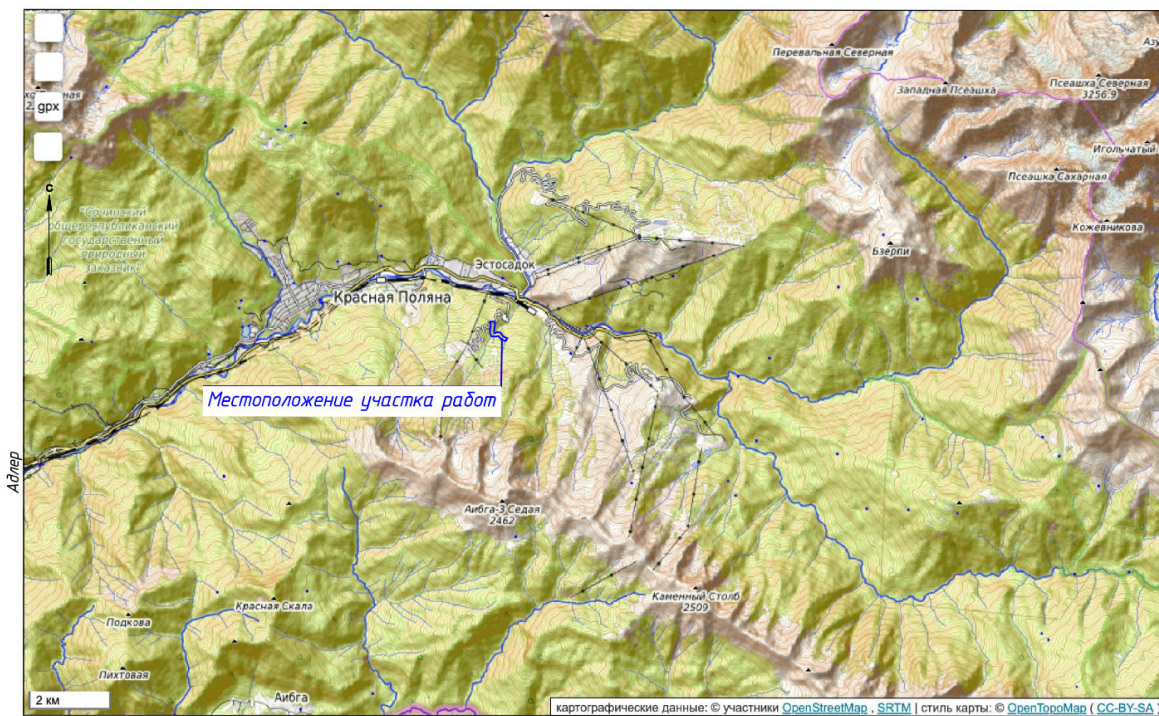 Перевальная Северная
Западная Псеашха
Псеашха Северная
3256.9
gpx
Игольчатый
Псеашха Сахарная
с
"Сочинский
общереспубликанский
государственный
природный
заказник"
Кожевникова
Бзерпи
Эстосадок
Красная Поляна
Местоположение участка работ
Адлер
Аибга-3 Седая
2462
Каменный Столб
2509
Красная Скала
Подкова
Пихтовая
Аибга
2 км
картографические данные: © участники OpenStreetMap , SRTM | стиль карты: © OpenTopoMap ( CC-BY-SA )